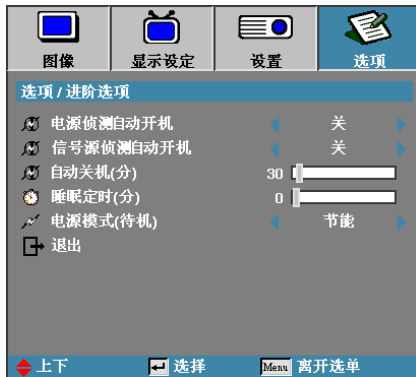 图像 显示设定 设置 选项
选项 / 进阶选项
电源侦测自动开机 关
信号源侦测自动开机 关
自动关机(分) 30
睡眠定时(分) 0
电源模式(待机) 节能
退出
上下 选择 Menu 离开选单